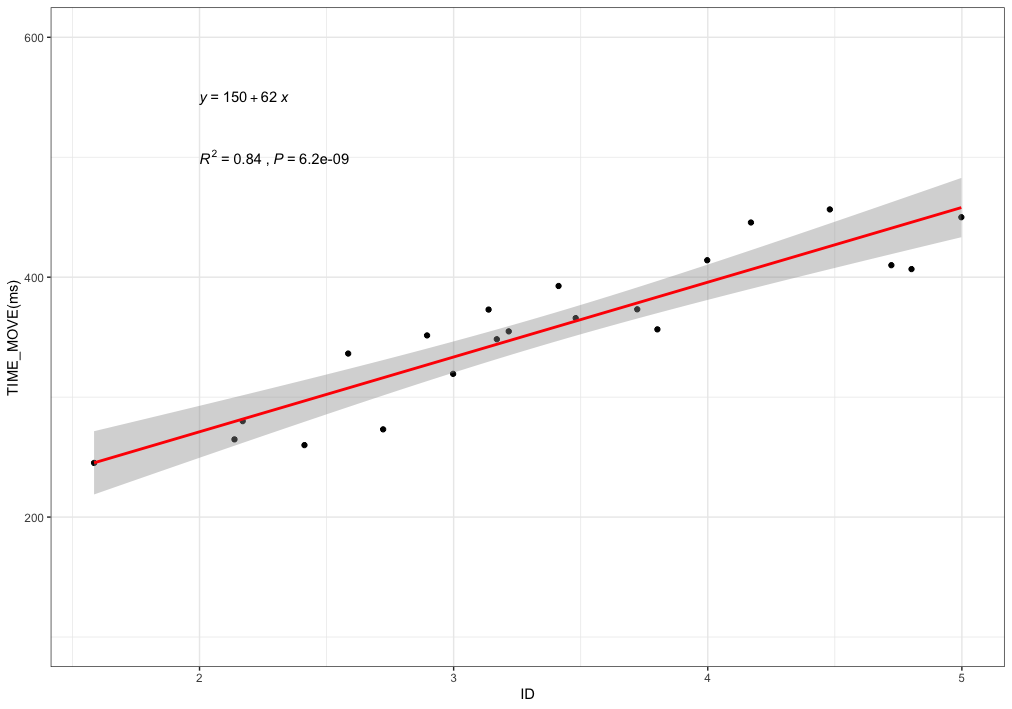 600
y = 150 + 62 x
R² = 0.84 , P = 6.2e-09
400
TIME_MOVE(ms)
200
2 3 4 5
ID